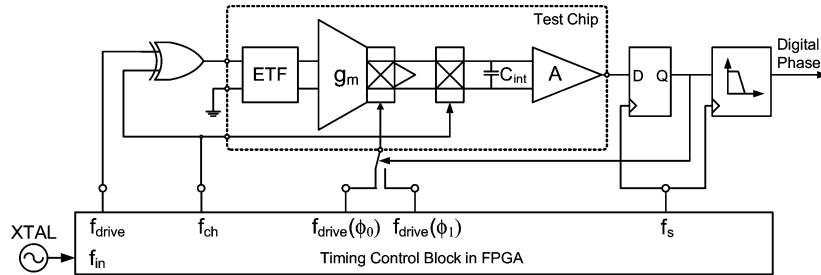 Test Chip
Digital
Phase
ETF
gm
Cint
A
D Q
XTAL
fdrive
fch
fdrive(ϕ0)
fdrive(ϕ1)
fs
fin
Timing Control Block in FPGA